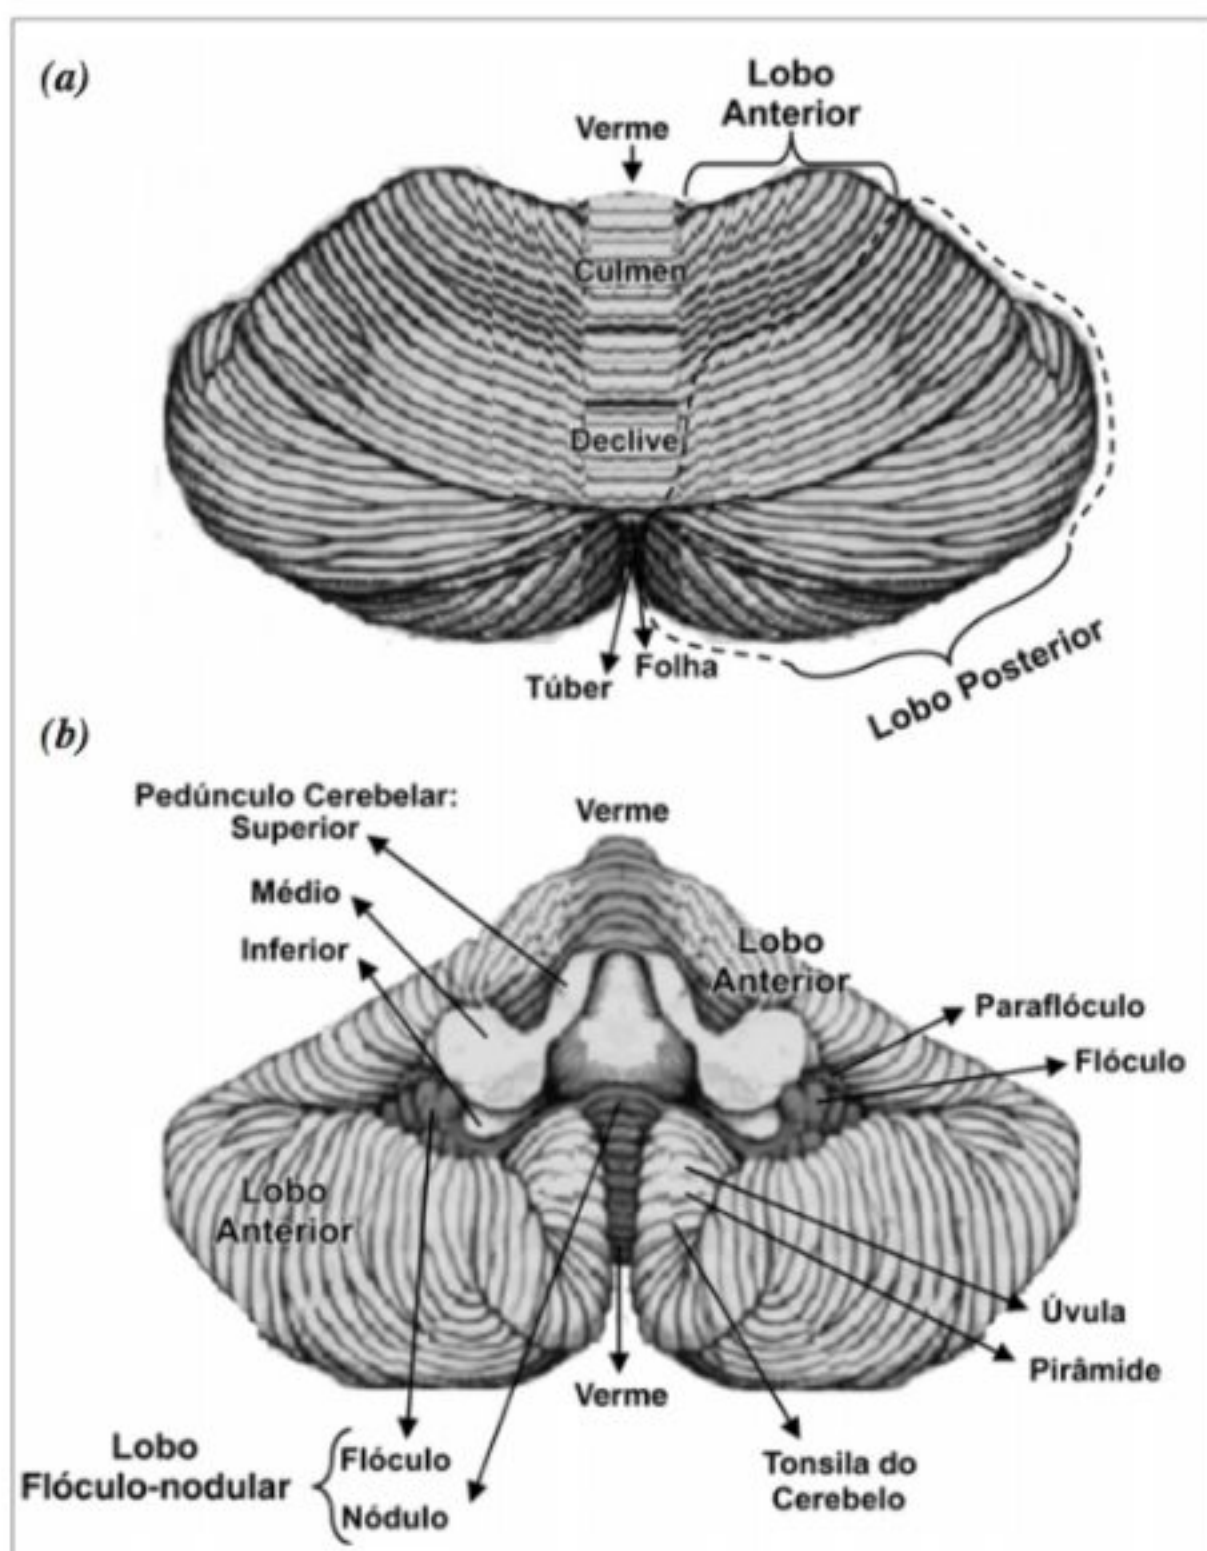 (a)
Lobo
Anterior
Verme
Culmen
Declive
Folha
Túber
Lobo Posterior
(b)
Pedúnculo Cerebelar:
Superior
Verme
Médio
Inferior
Lobo
Anterior
Paraflóculo
Flóculo
Lobo
Anterior
Úvula
Pirâmide
Verme
Lobo
Flóculo-nodular
Flóculo
Nódulo
Tonsila do
Cerebelo